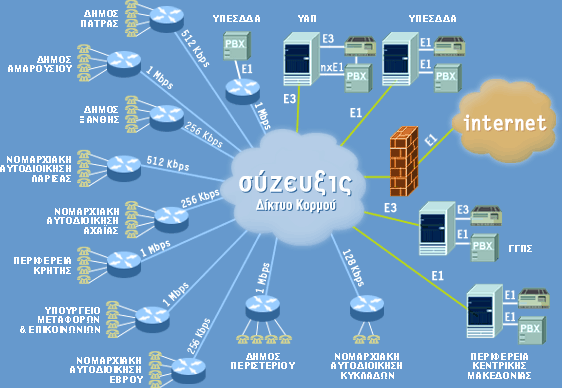 ΔΗΜΟΣ
ΠΑΤΡΑΣ
512 Kbps
ΥΠΕΣΔΔΑ
PBX
E1
1 Mbps
ΥΑΠ
E3
nxE1
PBX
E3
ΥΠΕΣΔΔΑ
E1
E1
PBX
E1
ΔΗΜΟΣ
ΑΜΑΡΟΥΣΙΟΥ
1 Mbps
ΔΗΜΟΣ
ΞΑΝΘΗΣ
256 Kbps
internet
E1
ΝΟΜΑΡΧΙΑΚΗ
ΑΥΤΟΔΙΟΙΚΗΣΗ
ΛΑΡΙΣΑΣ
512 Kbps
σύζευξις
Δίκτυο Κορμού
ΝΟΜΑΡΧΙΑΚΗ
ΑΥΤΟΔΙΟΙΚΗΣΗ
ΑΧΑΪΑΣ
256 Kbps
E3
E3
E1
PBX
ΓΓΠΣ
ΠΕΡΙΦΕΡΕΙΑ
ΚΡΗΤΗΣ
1 Mbps
E1
E1
E1
PBX
ΠΕΡΙΦΕΡΕΙΑ
ΚΕΝΤΡΙΚΗΣ
ΜΑΚΕΔΟΝΙΑΣ
ΥΠΟΥΡΓΕΙΟ
ΜΕΤΑΦΟΡΩΝ
& ΕΠΙΚΟΙΝΩΝΙΩΝ
1 Mbps
ΝΟΜΑΡΧΙΑΚΗ
ΑΥΤΟΔΙΟΙΚΗΣΗ
ΕΒΡΟΥ
256 Kbps
1 Mbps
ΔΗΜΟΣ
ΠΕΡΙΣΤΕΡΙΟΥ
128 Kbps
ΝΟΜΑΡΧΙΑΚΗ
ΑΥΤΟΔΙΟΙΚΗΣΗ
ΚΥΚΛΑΔΩΝ